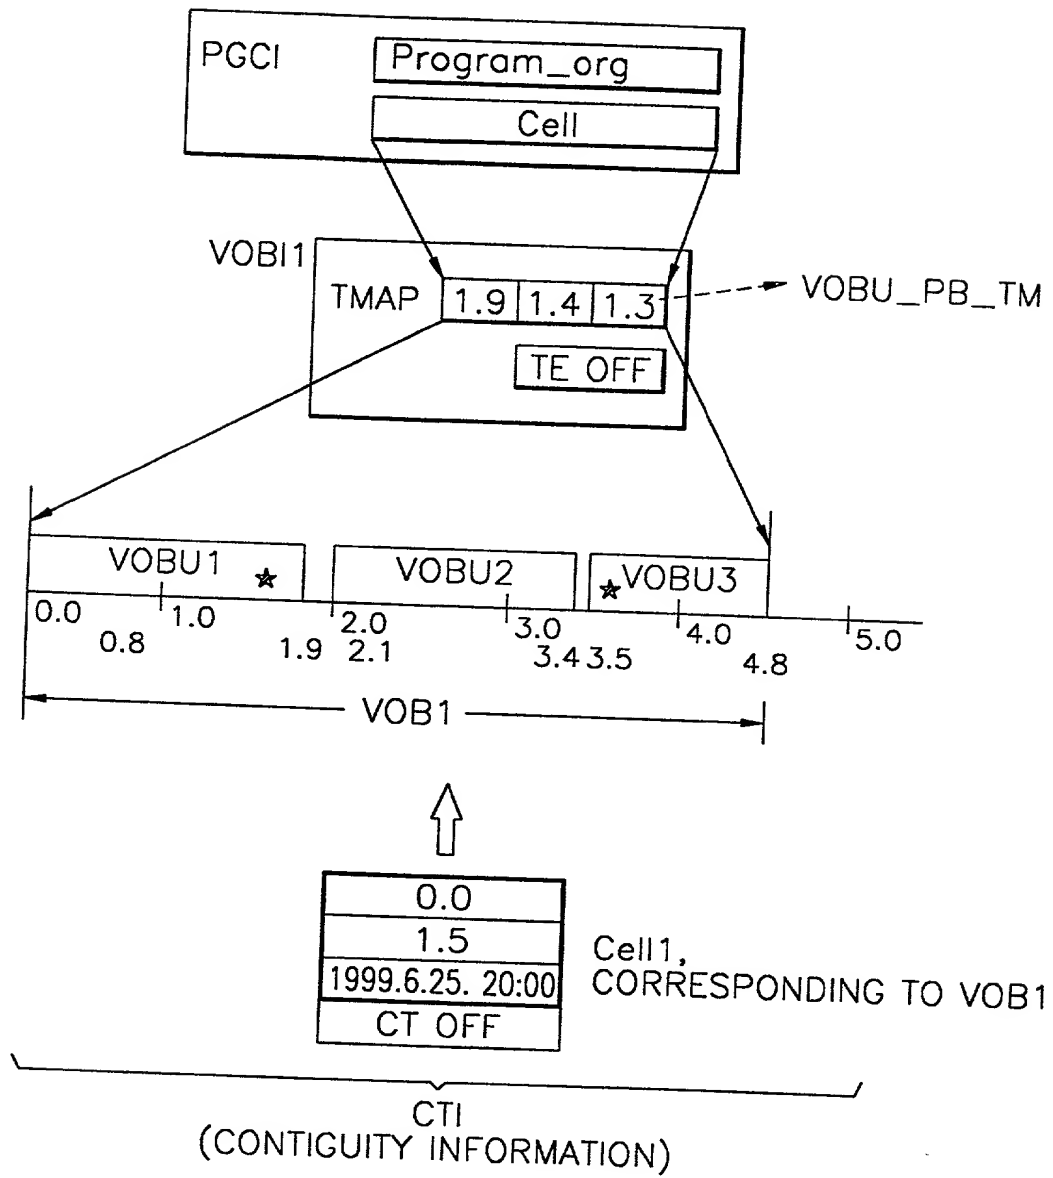 PGCI
Program_org
Cell
VOBI1
TMAP
1.9 1.4 1.3
VOBU_PB_TM
TE OFF
VOBU1
VOBU2
VOBU3
0.0 1.0 2.0 3.0 4.0 5.0
0.8 1.9 2.1 3.4 3.5 4.8
VOB1
0.0
1.5
1999.6.25. 20:00
CT OFF
Cell1,
CORRESPONDING TO VOB1
CTI
(CONTIGUITY INFORMATION)